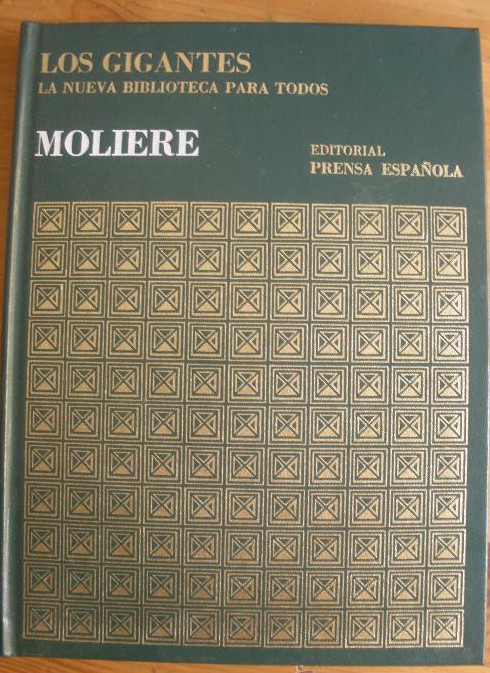 LOS GIGANTES
LA NUEVA BIBLIOTECA PARA TODOS
MOLIERE
EDITORIAL
PRENSA ESPAÑOLA